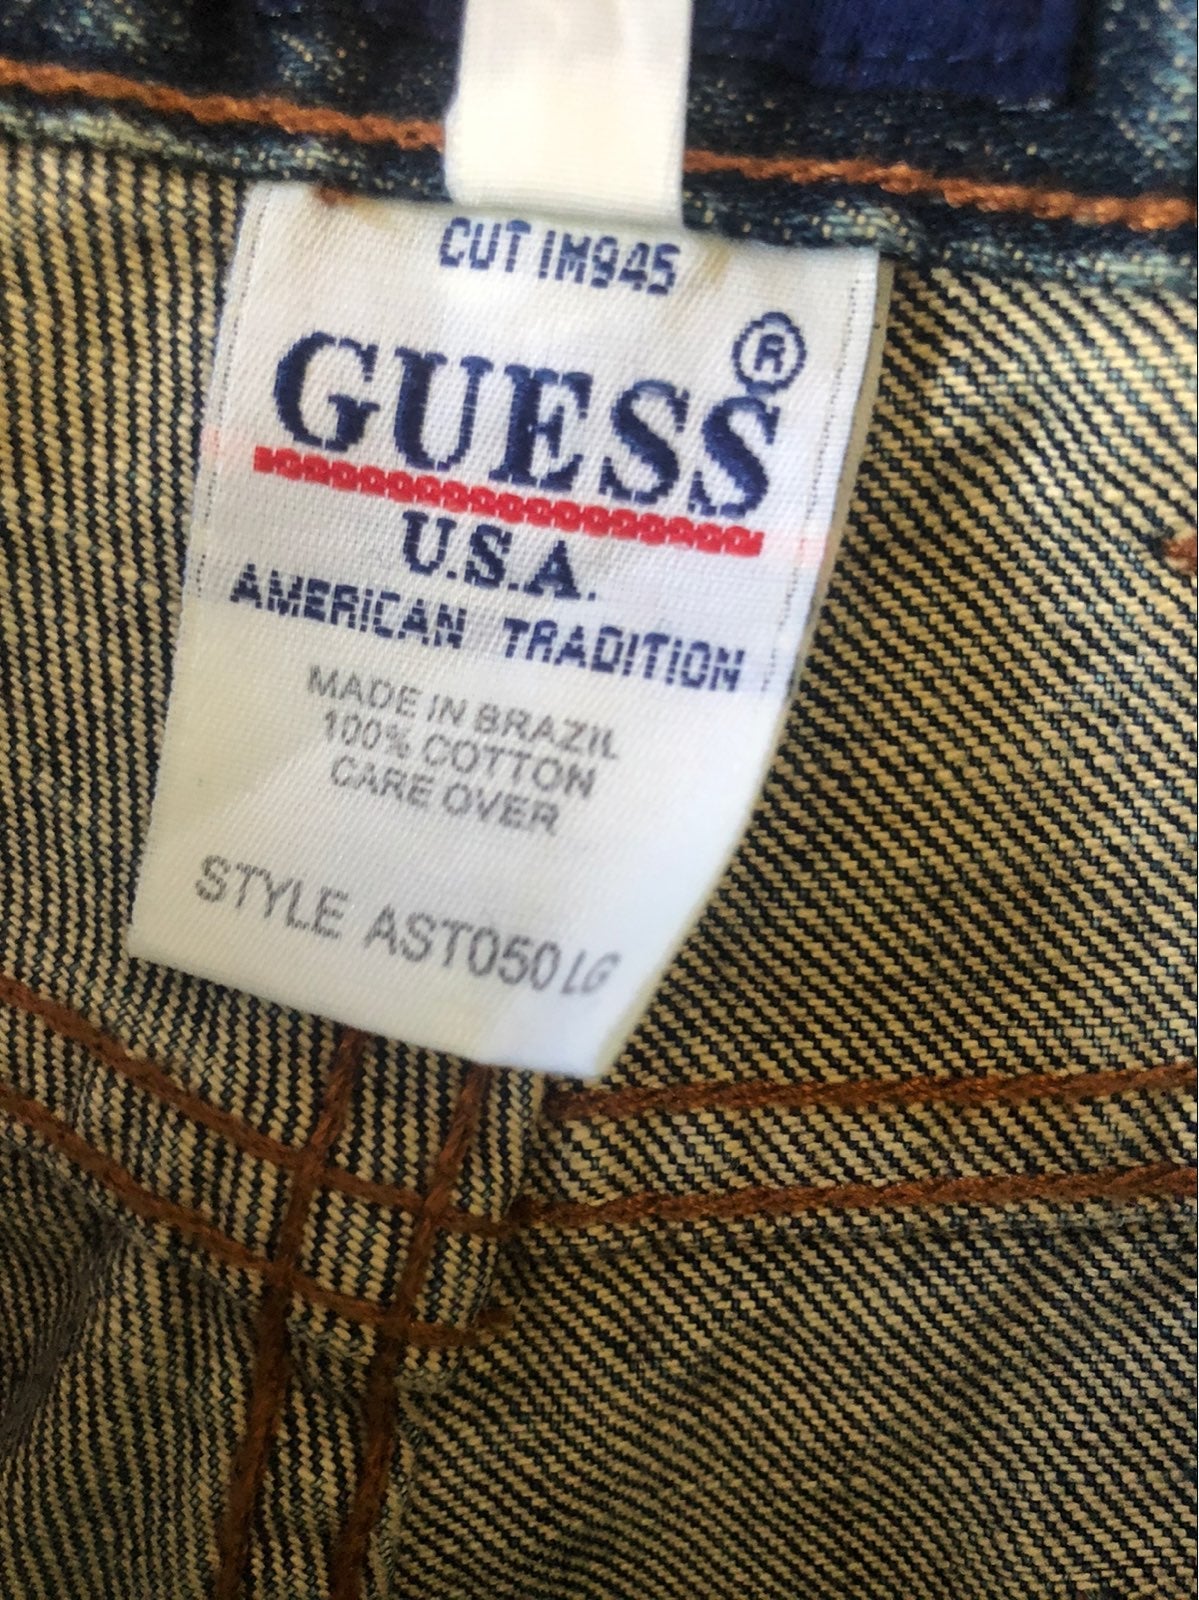 CUT IM945
GUESS®
U.S.A.
AMERICAN TRADITION
MADE IN BRAZIL
100% COTTON
CARE OVER
STYLE AST050 LG